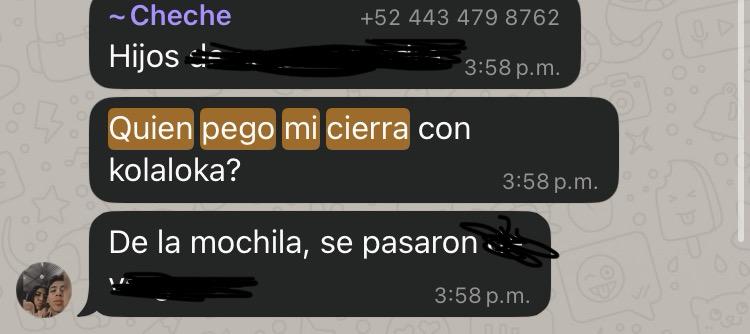 ~Cheche +52 443 479 8762
Hijos
3:58 p.m.
Quien pego mi cierra con
kolaloka?
3:58 p.m.
De la mochila, se pasaron
3:58 p.m.